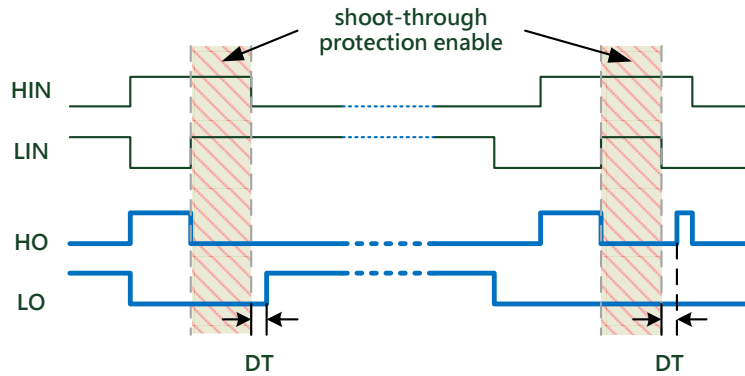 shoot-through
protection enable
HIN
LIN
HO
LO
DT
DT